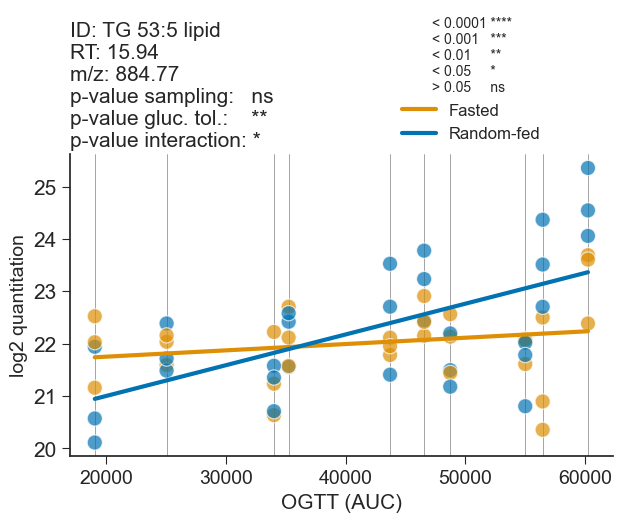 ID: TG 53:5 lipid
RT: 15.94
m/z: 884.77
p-value sampling: ns
p-value gluc. tol.: **
p-value interaction: *
< 0.0001 ****
< 0.001 ***
< 0.01 **
< 0.05 *
> 0.05 ns
Fasted
Random-fed
log2 quantitation
25
24
23
22
21
20
20000 30000 40000 50000 60000
OGTT (AUC)